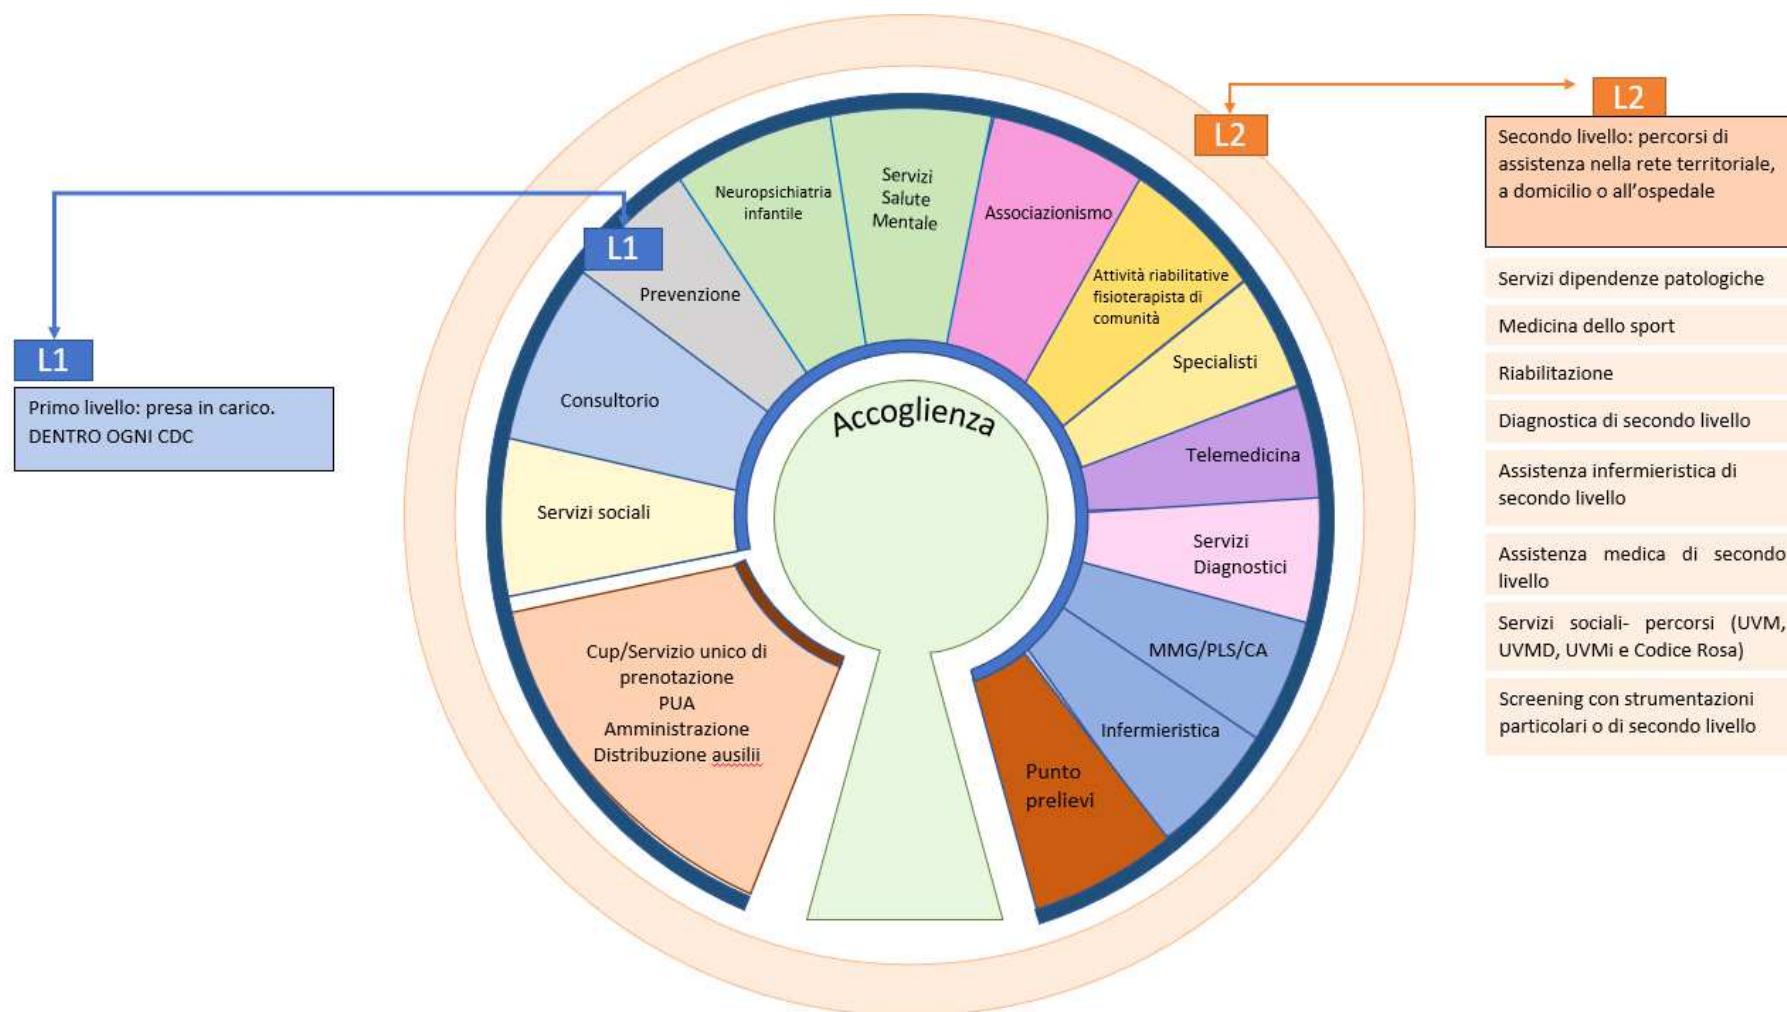 L1
Primo livello: presa in carico.
DENTRO OGNI CDC
L1
L2
L2
Secondo livello: percorsi di
assistenza nella rete territoriale,
a domicilio o all’ospedale
Servizi dipendenze patologiche
Medicina dello sport
Riabilitazione
Diagnostica di secondo livello
Assistenza infermieristica di
secondo livello
Assistenza medica di secondo
livello
Servizi sociali- percorsi (UVM,
UVMD, UVMi e Codice Rosa)
Screening con strumentazioni
particolari o di secondo livello
Accoglienza
Cup/Servizio unico di
prenotazione
PUA
Amministrazione
Distribuzione ausilii
Servizi sociali
Consultorio
Prevenzione
Neuropsichiatria
infantile
Servizi
Salute
Mentale
Associazionismo
Attività riabilitative
fisioterapista di
comunità
Specialisti
Telemedicina
Servizi
Diagnostici
MMG/PLS/CA
Infermieristica
Punto
prelievi